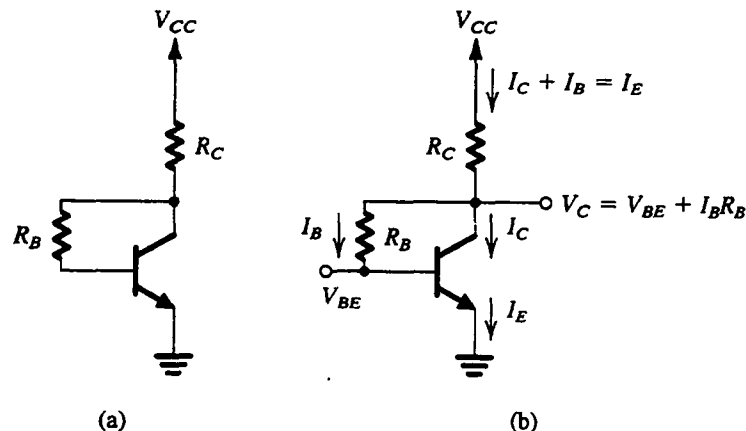 V_CC
R_C
R_B
(a)
V_CC
I_C + I_B = I_E
R_C
V_C = V_BE + I_B R_B
I_B
R_B
I_C
V_BE
I_E
(b)